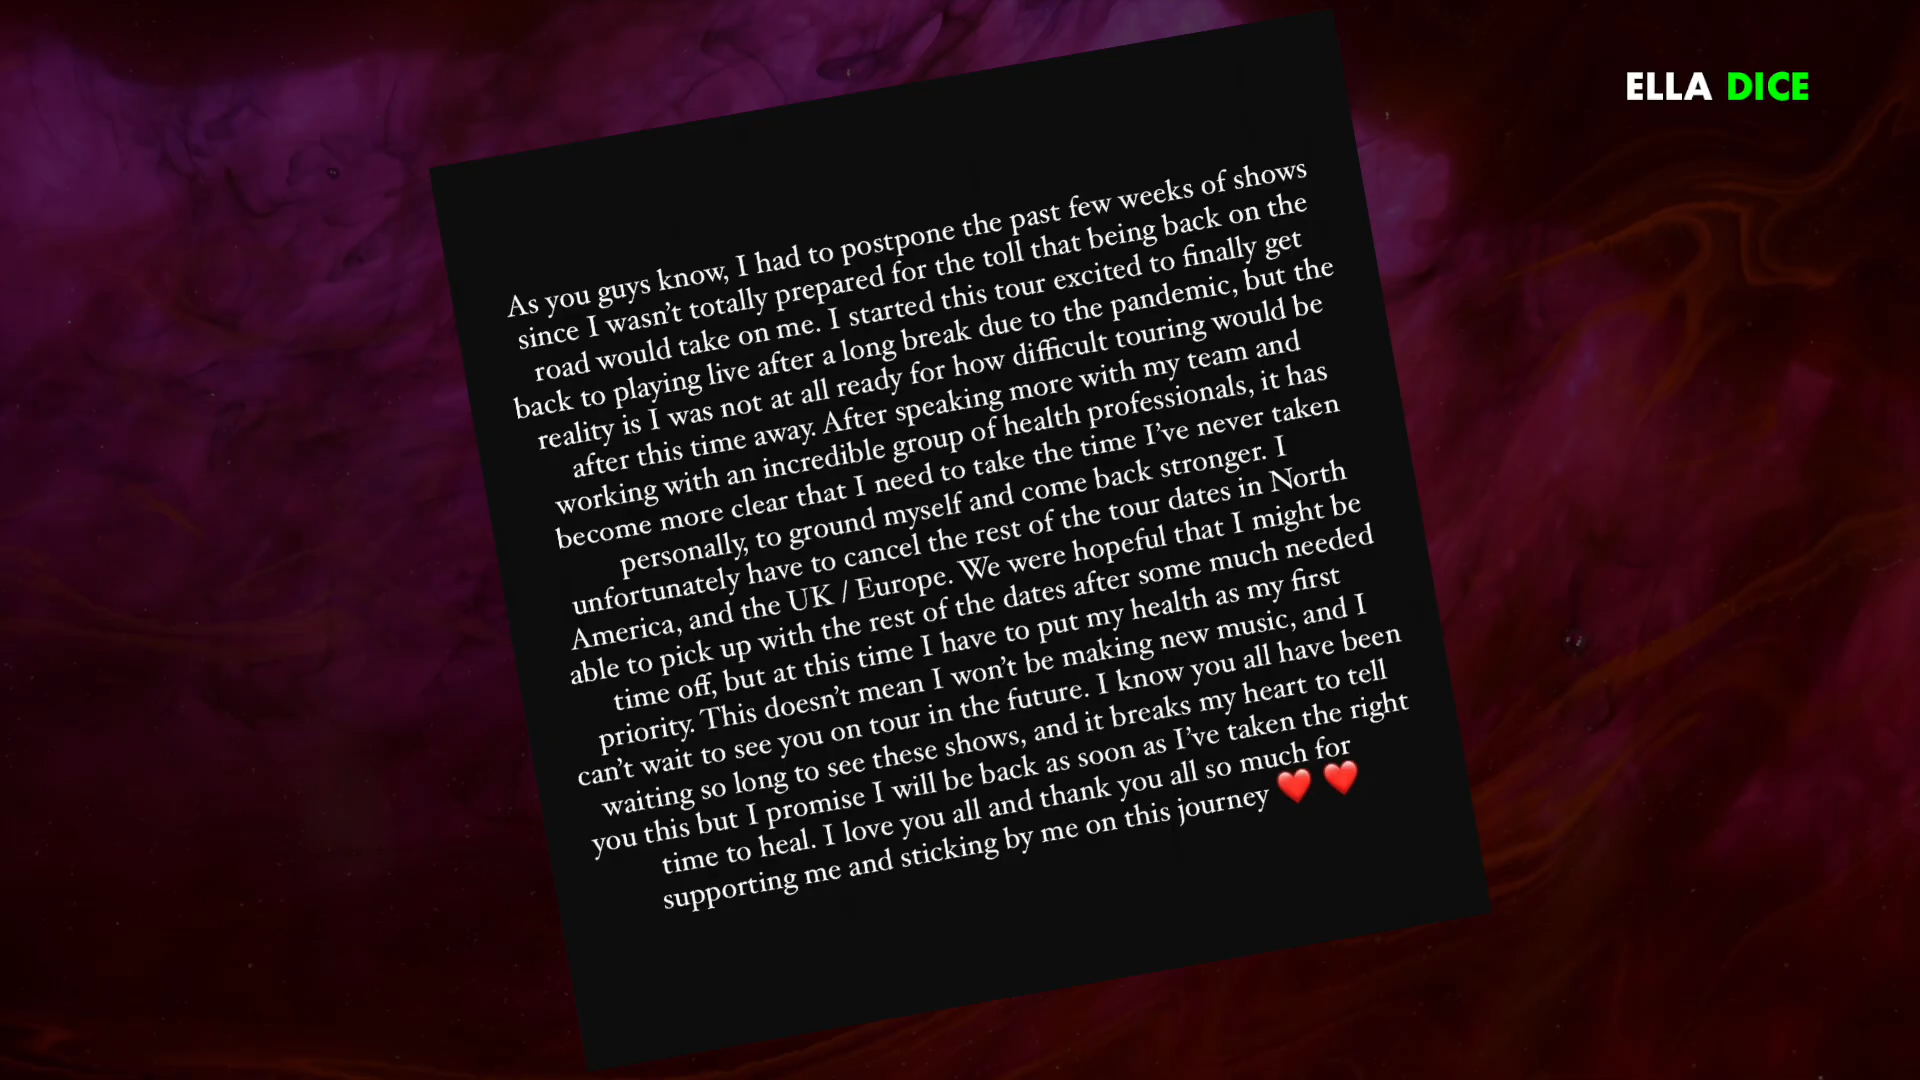 ELLA DICE
As you guys know, I had to postpone the past few weeks of shows
since I wasn’t totally prepared for the toll that being back on the
road would take on me. I started this tour excited to finally get
back to playing live after a long break due to the pandemic, but the
reality is I was not at all ready for how difficult touring would be
after this time away. After speaking more with my team and
working with an incredible group of health professionals, it has
become more clear that I need to take the time I’ve never taken
personally, to ground myself and come back stronger. I
unfortunately have to cancel the rest of the tour dates in North
America, and the UK / Europe. We were hopeful that I might be
able to pick up with the rest of the dates after some much needed
time off, but at this time I have to put my health as my first
priority. This doesn’t mean I won’t be making new music, and I
can’t wait to see you on tour in the future. I know you all have been
waiting so long to see these shows, and it breaks my heart to tell
you this but I promise I will be back as soon as I’ve taken the right
time to heal. I love you all and thank you all so much for
supporting me and sticking by me on this journey ❤️ ❤️